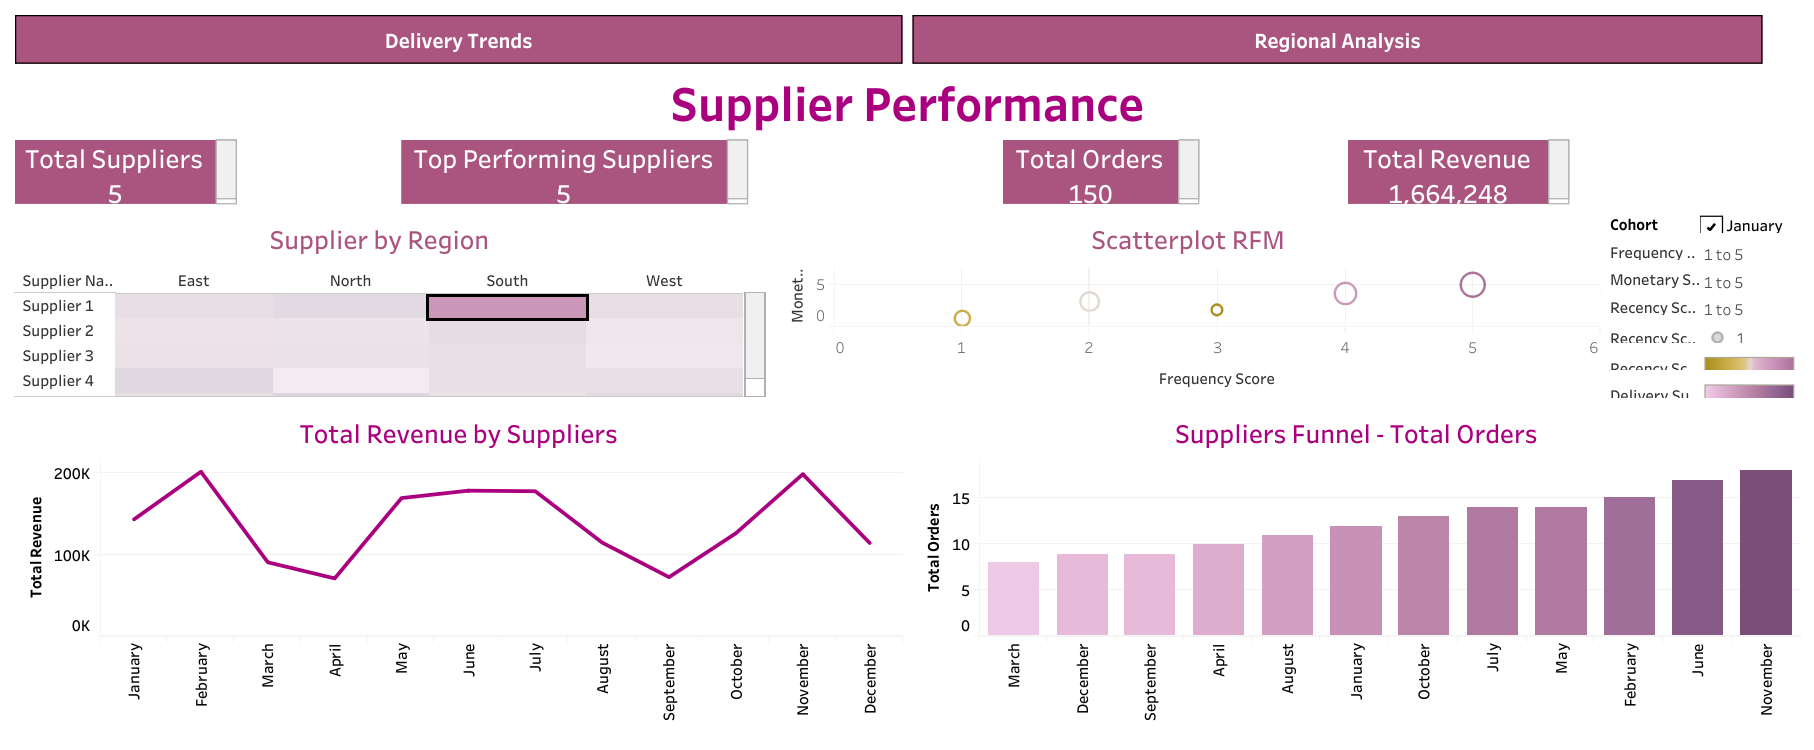 Delivery Trends
Regional Analysis
Supplier Performance
Total Suppliers
5
Top Performing Suppliers
5
Total Orders
150
Total Revenue
1,664,248
Supplier by Region
Supplier Na..
East
North
South
West
Supplier 1
Supplier 2
Supplier 3
Supplier 4
Scatterplot RFM
Monet..
5
0
0
1
2
3
4
5
6
Frequency Score
Cohort
January
Frequency ..
1 to 5
Monetary S..
1 to 5
Recency Sc..
1 to 5
Recency Sc..
1
Recency Sc..
Delivery Su..
Total Revenue by Suppliers
Total Revenue
200K
100K
0K
January
February
March
April
May
June
July
August
September
October
November
December
Suppliers Funnel - Total Orders
Total Orders
15
10
5
0
March
December
September
April
August
January
October
July
May
February
June
November